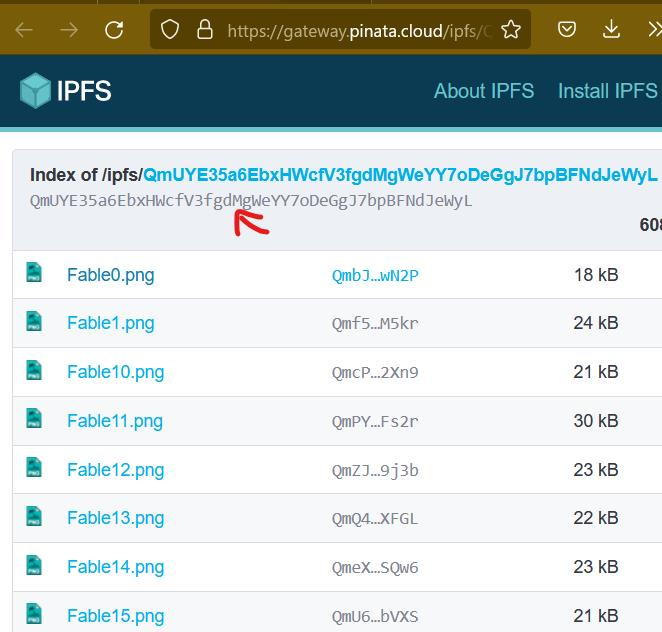 https://gateway.pinata.cloud/ipfs/
IPFS
About IPFS Install IPFS
Index of /ipfs/QmUYE35a6EbxHWcfV3fgdMgWeYY7oDeGgJ7bpBFNdJeWyL
QmUYE35a6EbxHWcfV3fgdMgWeYY7oDeGgJ7bpBFNdJeWyL
608
Fable0.png QmbJ…wN2P 18 kB
Fable1.png Qmf5…M5kr 24 kB
Fable10.png QmcP…2Xn9 21 kB
Fable11.png QmPY…Fs2r 30 kB
Fable12.png QmZJ…9j3b 23 kB
Fable13.png QmQ4…XFGL 22 kB
Fable14.png QmeX…SQw6 23 kB
Fable15.png QmU6…bVXS 21 kB